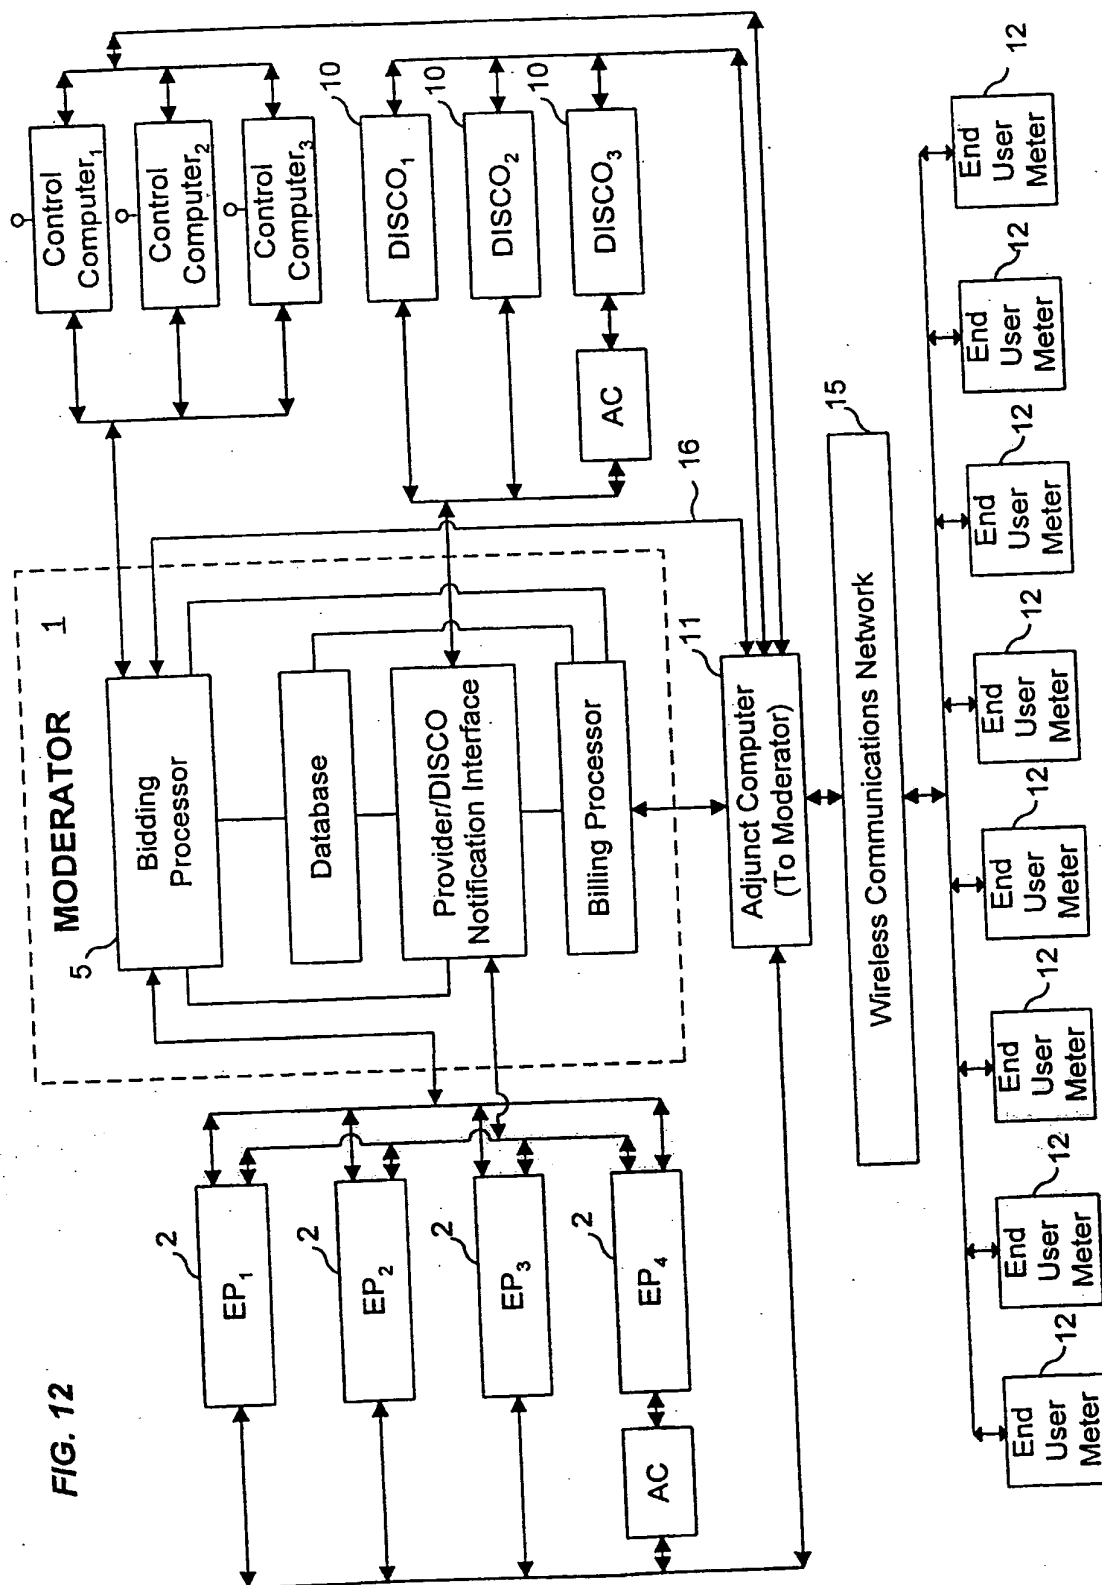 FIG. 12
MODERATOR 1
5
Bidding
Processor
Database
Provider/DISCO
Notification Interface
Billing Processor
2
EP1
2
EP2
2
EP3
2
EP4
AC
Control
Computer1
Control
Computer2
Control
Computer3
10
DISCO1
10
DISCO2
10
DISCO3
AC
16
11
Adjunct Computer
(To Moderator)
15
Wireless Communications Network
12
End
User
Meter
12
End
User
Meter
12
End
User
Meter
12
End
User
Meter
12
End
User
Meter
12
End
User
Meter
12
End
User
Meter
12
End
User
Meter